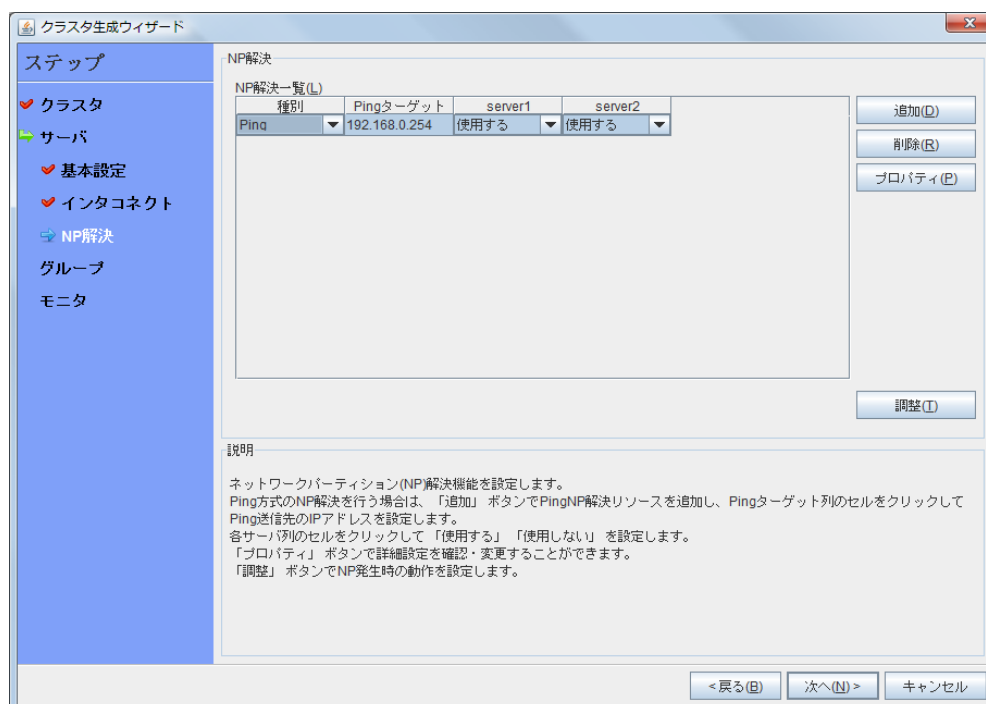 クラスタ生成ウィザード
ステップ
クラスタ
サーバ
基本設定
インタコネクト
NP解決
グループ
モニタ
NP解決
NP解決一覧(L)
種別 Pingターゲット server1 server2
Ping 192.168.0.254 使用する 使用する
追加(D)
削除(R)
プロパティ(P)
調整(T)
説明
ネットワークパーティション(NP)解決機能を設定します。
Ping方式のNP解決を行う場合は、「追加」 ボタンでPingNP解決リソースを追加し、Pingターゲット列のセルをクリックして
Ping送信先のIPアドレスを設定します。
各サーバ列のセルをクリックして 「使用する」 「使用しない」 を設定します。
「プロパティ」 ボタンで詳細設定を確認・変更することができます。
「調整」 ボタンでNP発生時の動作を設定します。
<戻る(B) 次へ(N)> キャンセル